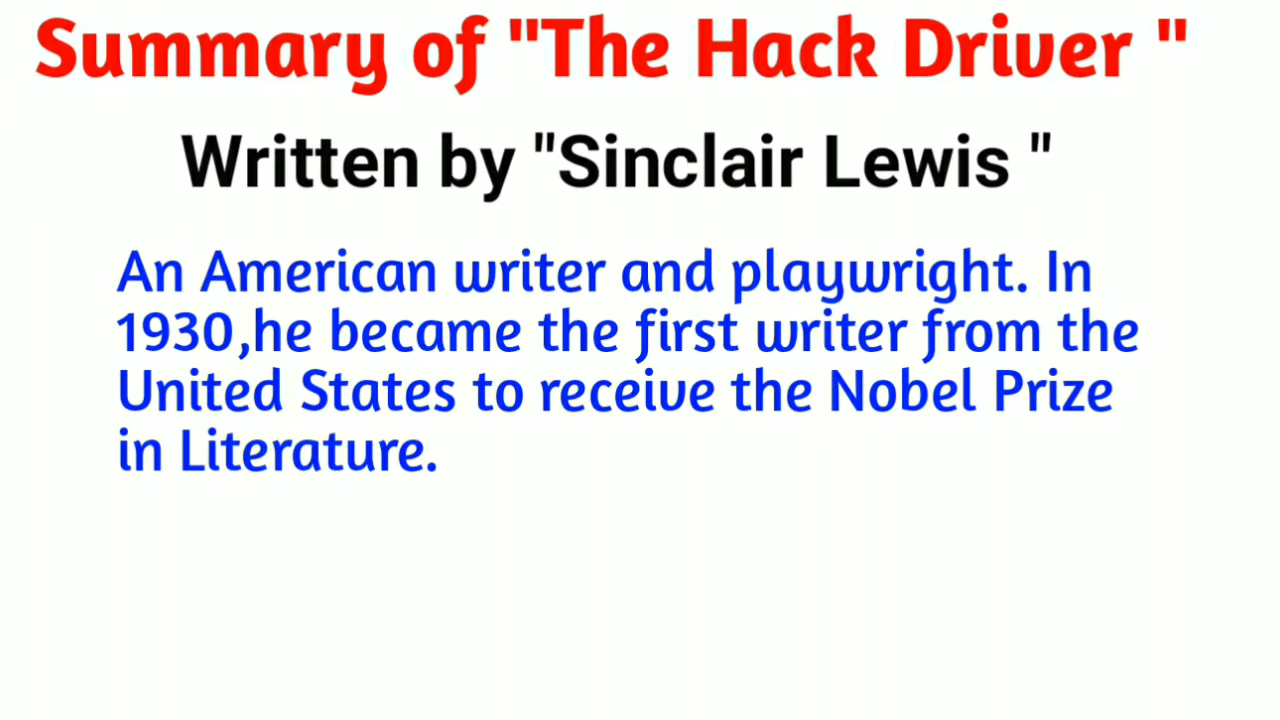 Summary of "The Hack Driver "
Written by "Sinclair Lewis "
An American writer and playwright. In
1930,he became the first writer from the
United States to receive the Nobel Prize
in Literature.